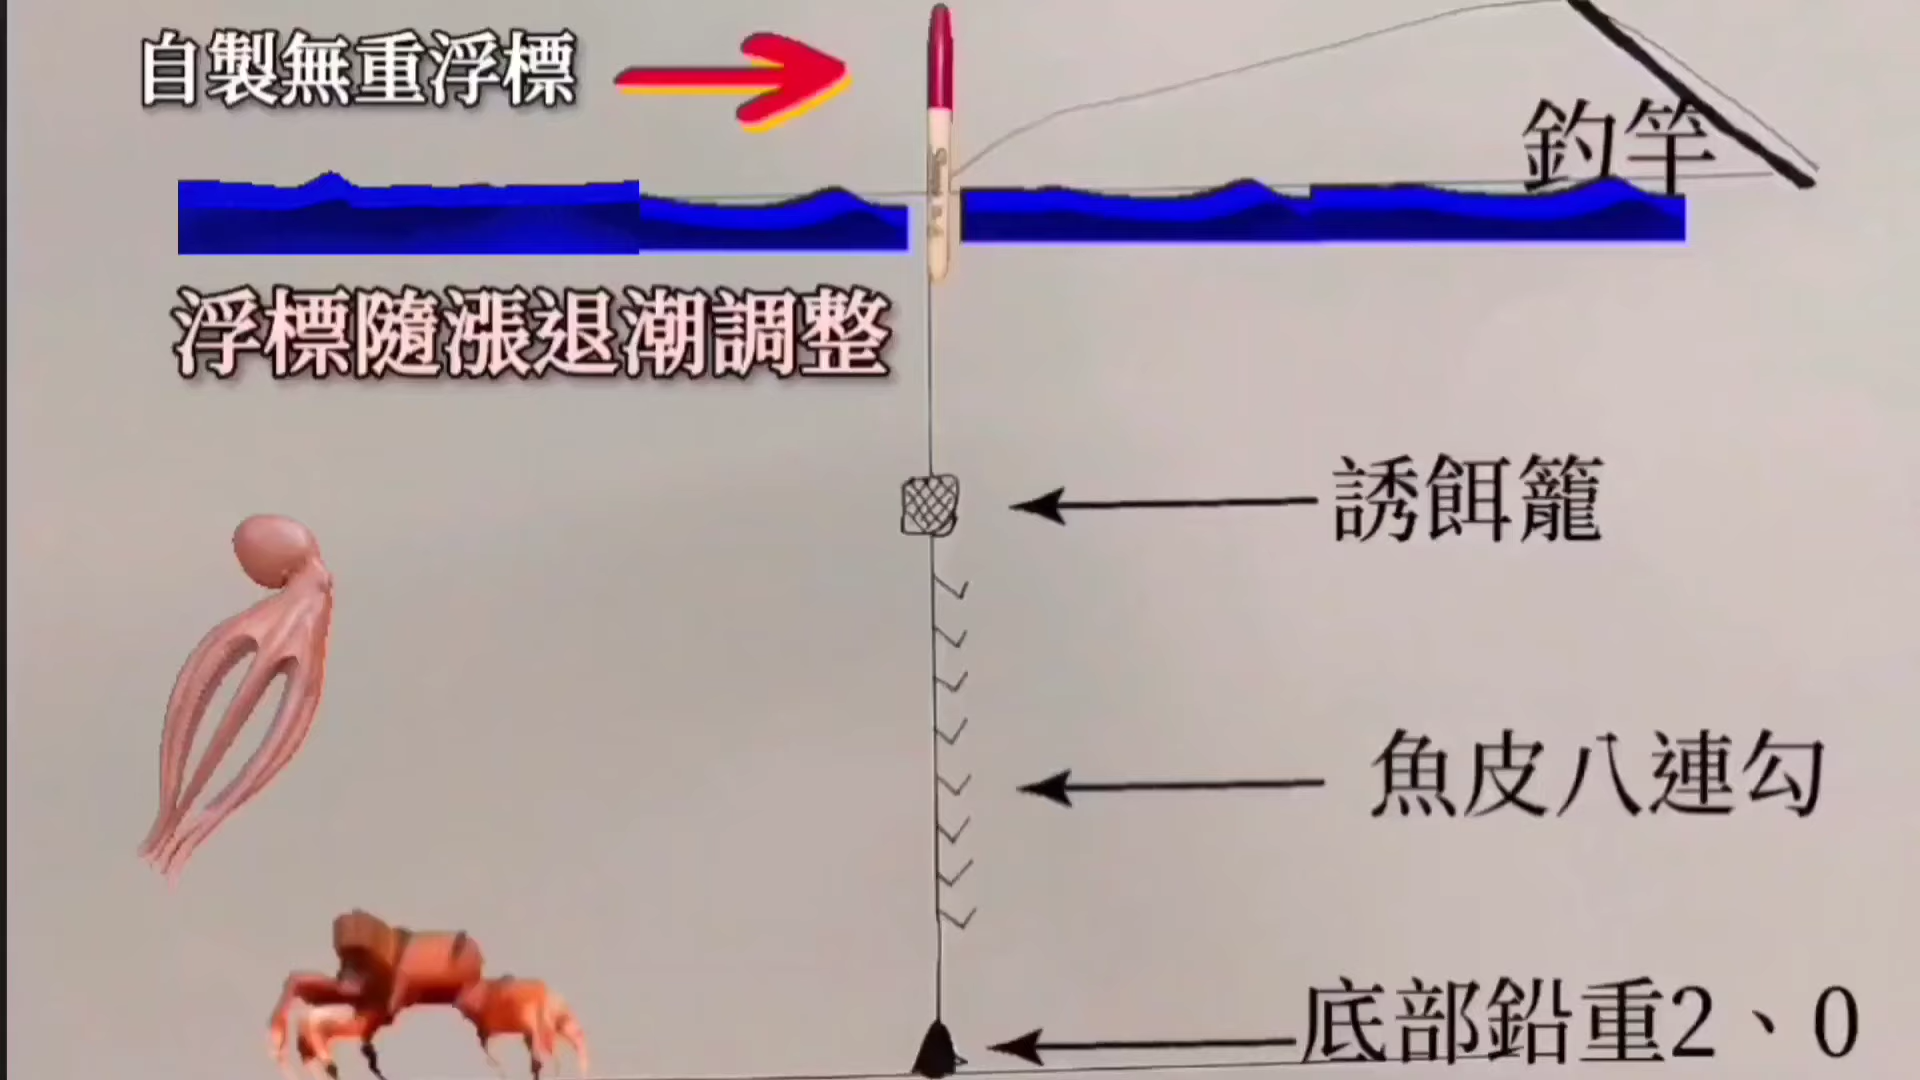 自製無重浮標
釣竿
浮標隨漲退潮調整
誘餌籠
魚皮八連勾
底部鉛重2、0